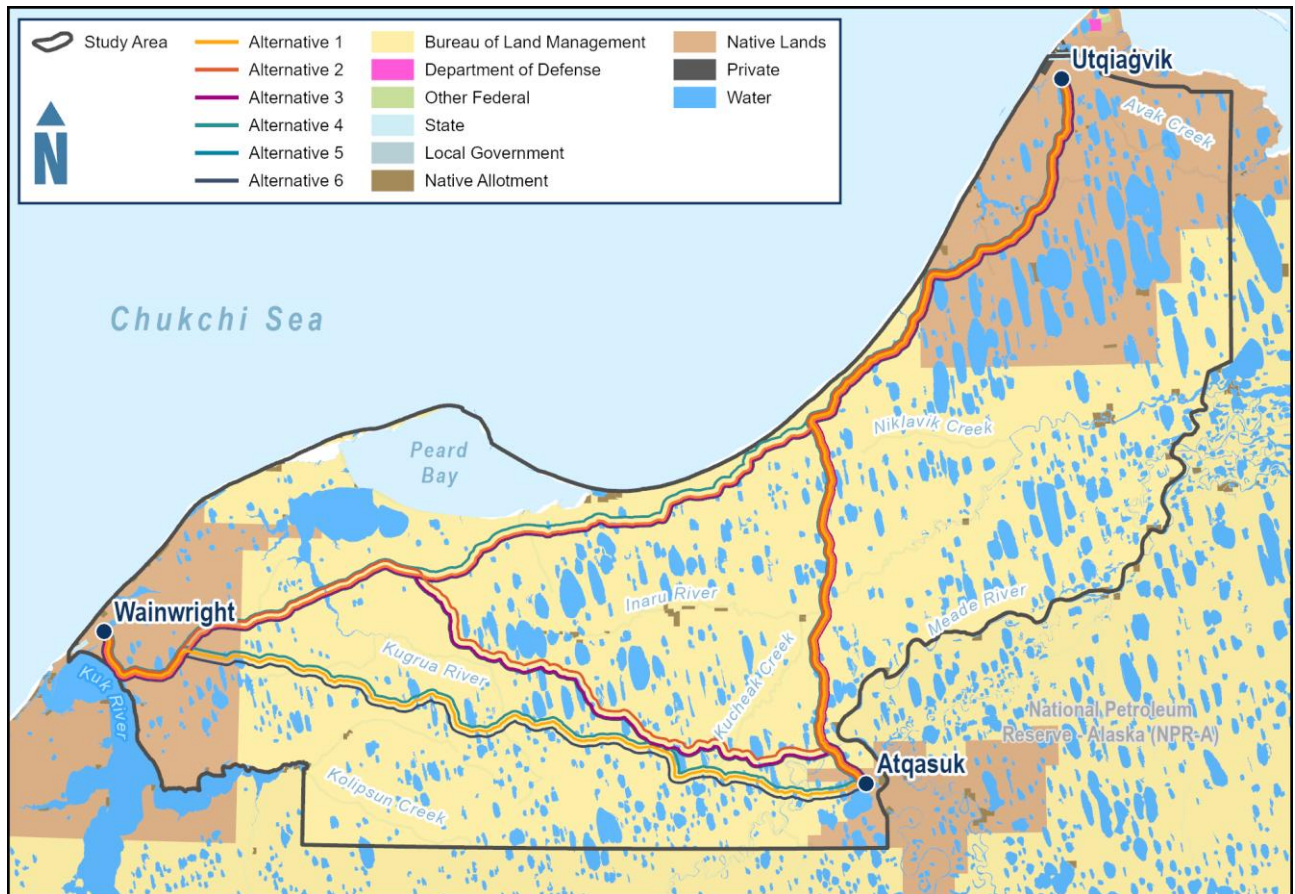 Study Area
N
Alternative 1
Alternative 2
Alternative 3
Alternative 4
Alternative 5
Alternative 6
Bureau of Land Management
Department of Defense
Other Federal
State
Local Government
Native Allotment
Native Lands
Private
Water
Utqiaġvik
Avak Creek
Chukchi Sea
Peard
Bay
Niklavik Creek
Wainwright
Inaru River
Meade River
Kuk River
Kugrua River
Kucheak Creek
National Petroleum
Reserve - Alaska (NPR-A)
Atqasuk
Kolipsun Creek